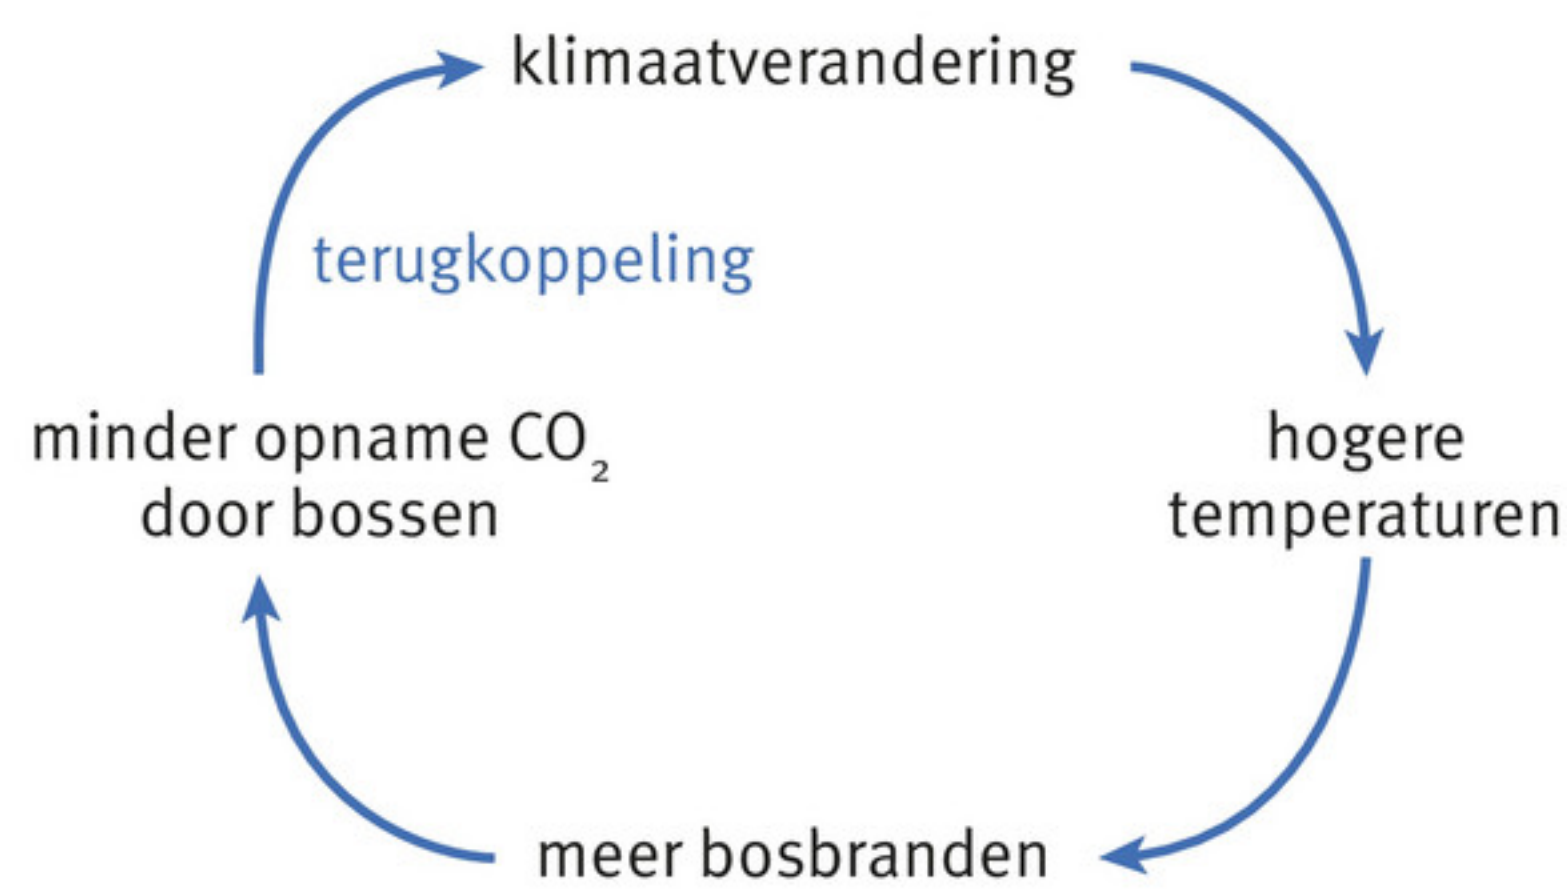 klimaatverandering
terugkoppeling
minder opname CO₂
door bossen
hogere
temperaturen
meer bosbranden